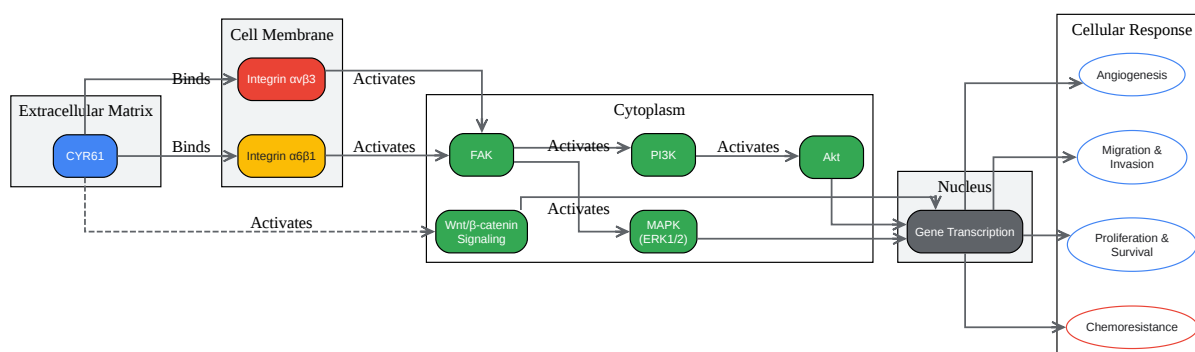 Cellular Response
Cell Membrane
Angiogenesis
Binds
Integrin αvβ3
Activates
Extracellular Matrix
Cytoplasm
CYR61
Binds
Integrin α6β1
Activates
FAK
Activates
PI3K
Activates
Akt
Migration &
Invasion
Nucleus
Activates
Wnt/β-catenin
Signaling
Activates
MAPK
(ERK1/2)
Gene Transcription
Proliferation &
Survival
Chemoresistance